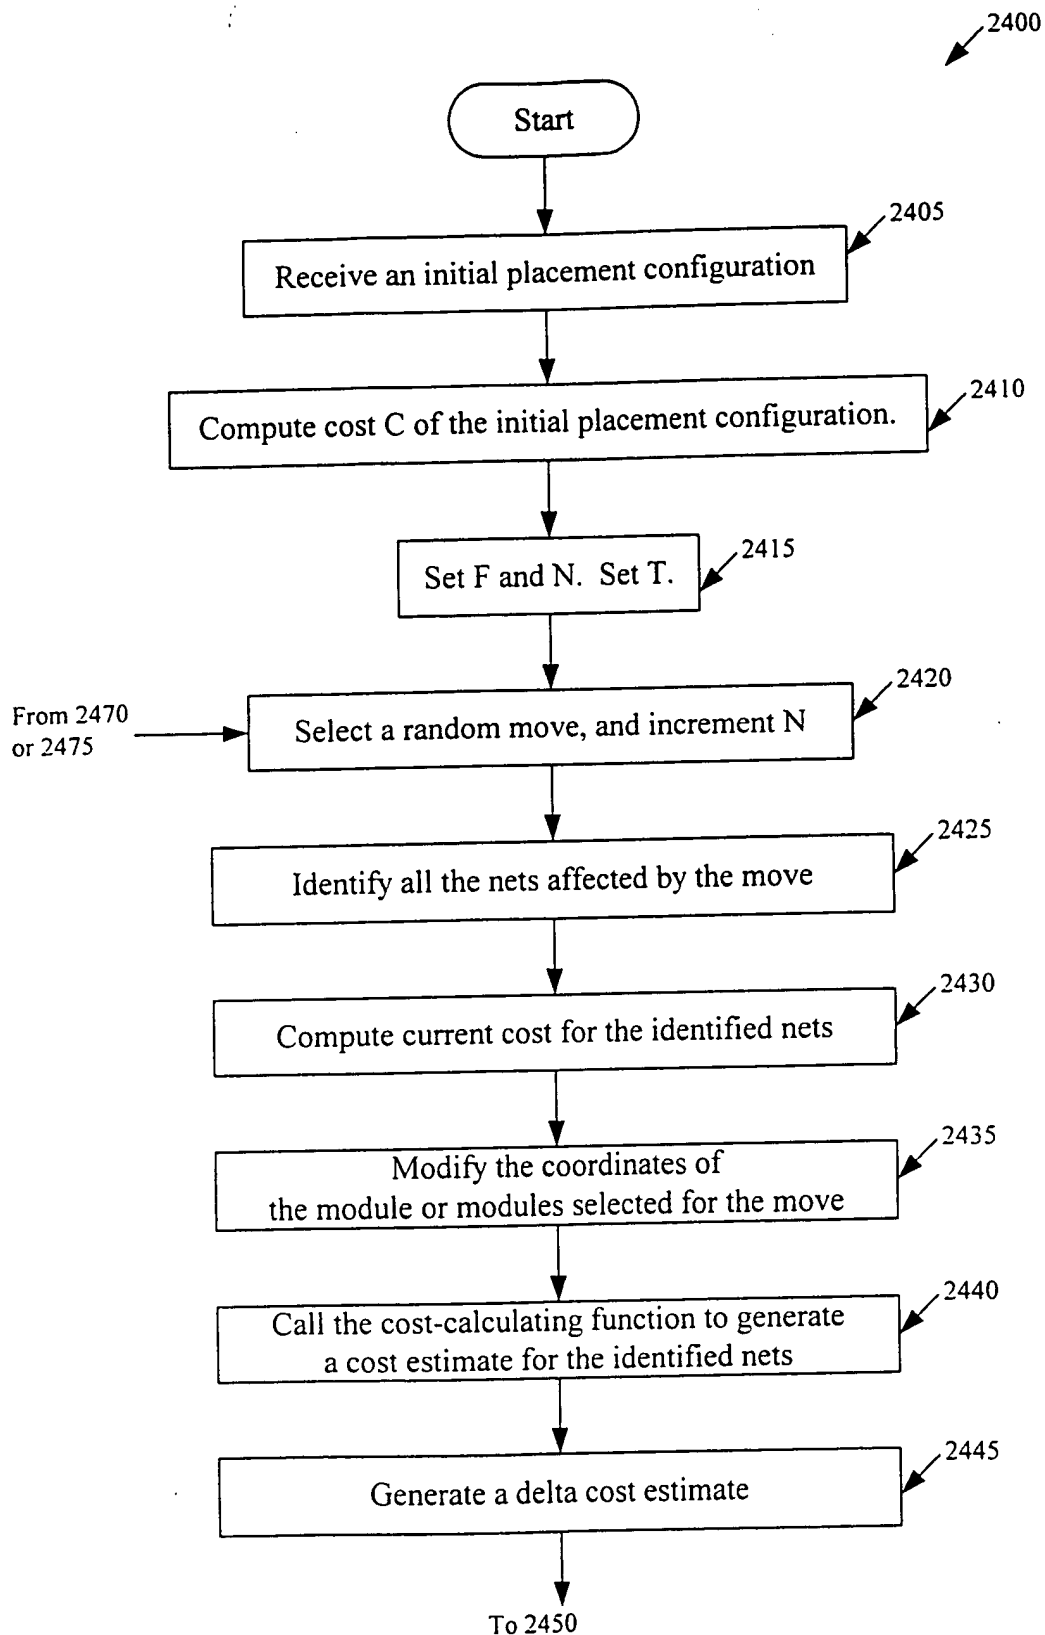 2400
Start
2405
Receive an initial placement configuration
2410
Compute cost C of the initial placement configuration.
2415
Set F and N. Set T.
2420
From 2470
or 2475
Select a random move, and increment N
2425
Identify all the nets affected by the move
2430
Compute current cost for the identified nets
2435
Modify the coordinates of
the module or modules selected for the move
2440
Call the cost-calculating function to generate
a cost estimate for the identified nets
2445
Generate a delta cost estimate
To 2450